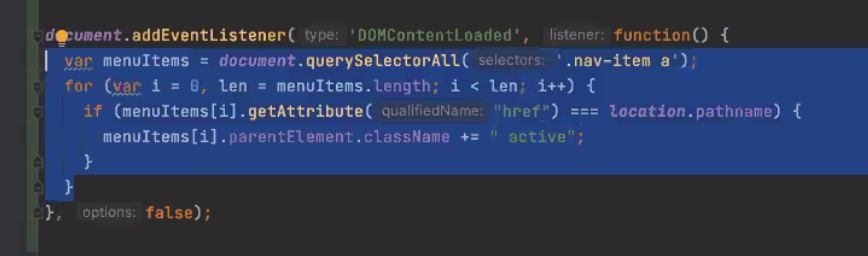 document.addEventListener( type: 'DOMContentLoaded', listener: function() {
var menuItems = document.querySelectorAll( selectors: '.nav-item a');
for (var i = 0, len = menuItems.length; i < len; i++) {
if (menuItems[i].getAttribute( qualifiedName: "href") === location.pathname) {
menuItems[i].parentElement.className += " active";
}
}
}, options: false);